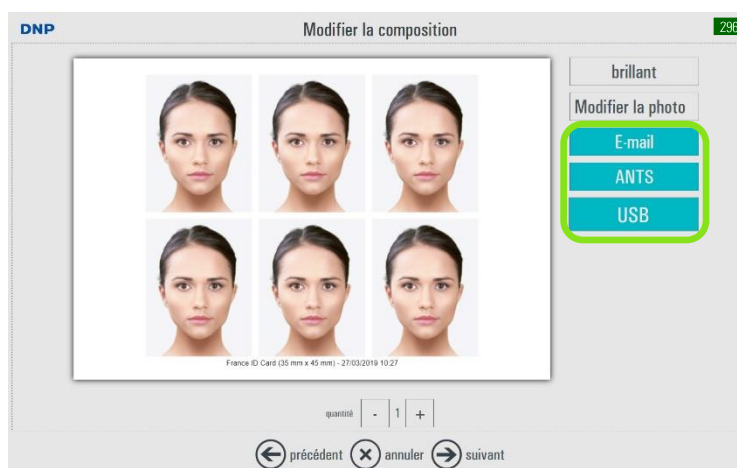 DNP
Modifier la composition
296
brillant
Modifier la photo
E-mail
ANTS
USB
France ID Card (35 mm x 45 mm) - 27/03/2019 10:27
quantité - 1 +
précédent annuler suivant